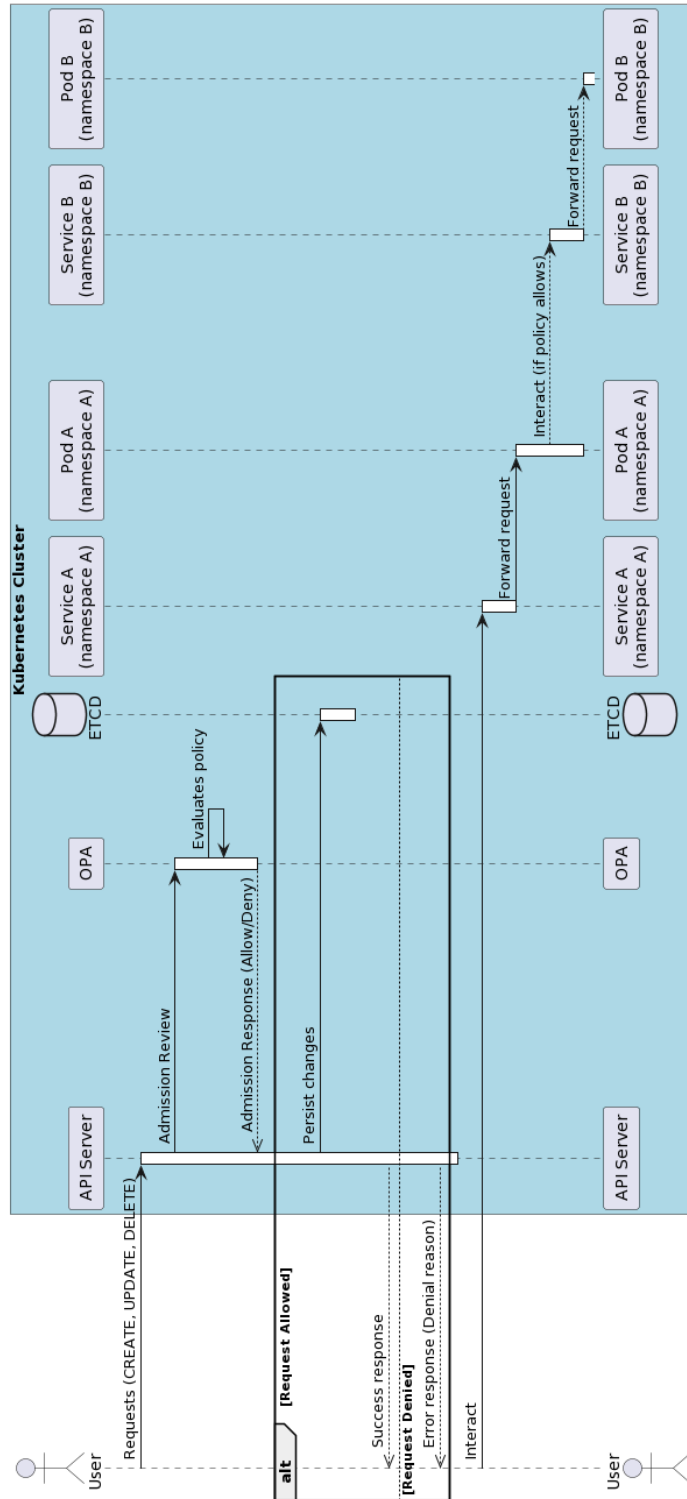 Kubernetes Cluster
User
API Server
OPA
ETCD
Service A
(namespace A)
Pod A
(namespace A)
Service B
(namespace B)
Pod B
(namespace B)
Requests (CREATE, UPDATE, DELETE)
Admission Review
Evaluates policy
Admission Response (Allow/Deny)
alt
[Request Allowed]
Persist changes
Success response
[Request Denied]
Error response (Denial reason)
Interact
Forward request
Interact (if policy allows)
Forward request
User
API Server
OPA
ETCD
Service A
(namespace A)
Pod A
(namespace A)
Service B
(namespace B)
Pod B
(namespace B)